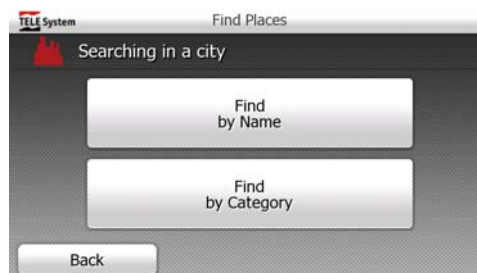 TELE System
Find Places
Searching in a city
Find
by Name
Find
by Category
Back